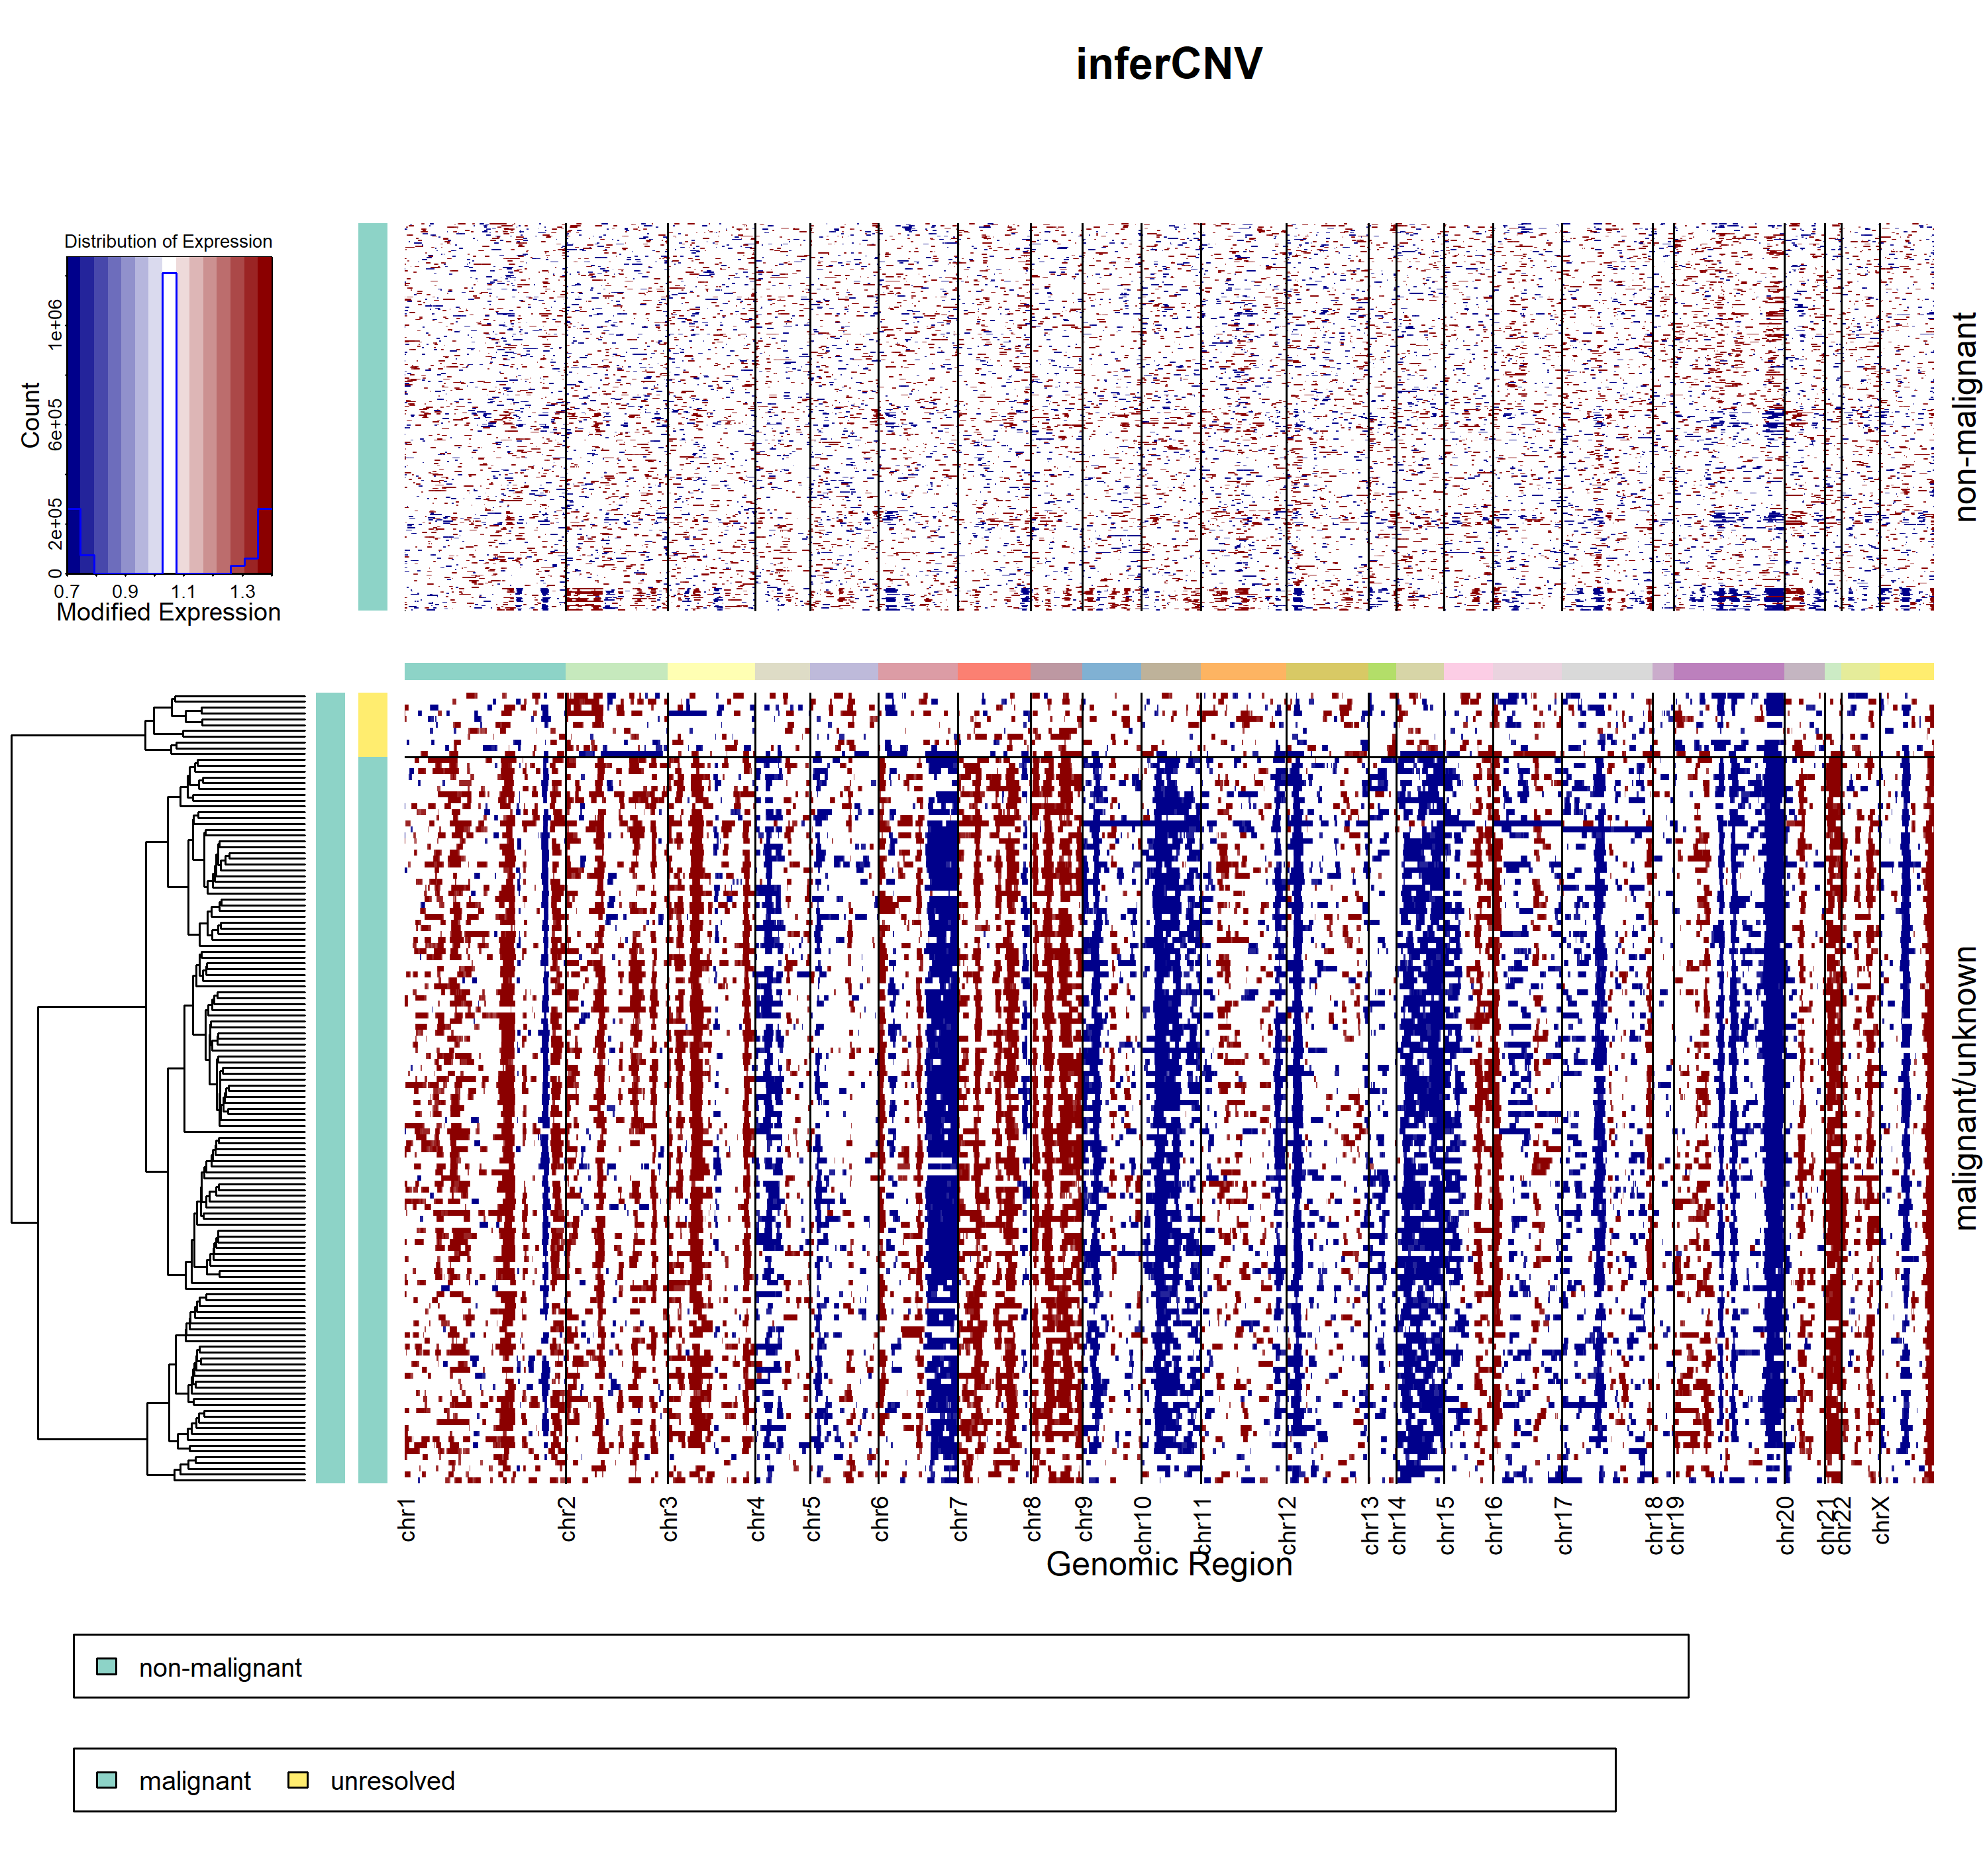 inferCNV
Distribution of Expression
Count
0 2e+05 6e+05 1e+06
0.7 0.9 1.1 1.3
Modified Expression
non-malignant
malignant/unknown
chr1 chr2 chr3 chr4 chr5 chr6 chr7 chr8 chr9 chr10 chr11 chr12 chr13 chr14 chr15 chr16 chr17 chr18 chr19 chr20 chr21 chr22 chrX
Genomic Region
non-malignant
malignant unresolved